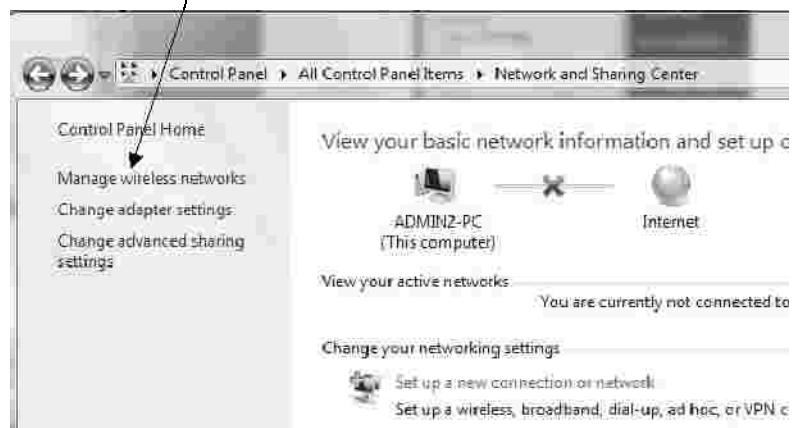 Control Panel ▸ All Control Panel Items ▸ Network and Sharing Center
Control Panel Home
Manage wireless networks
Change adapter settings
Change advanced sharing
settings
View your basic network information and set up c
ADMIN2-PC
(This computer)
Internet
View your active networks
You are currently not connected to
Change your networking settings
Set up a new connection or network
Set up a wireless, broadband, dial-up, ad hoc, or VPN c